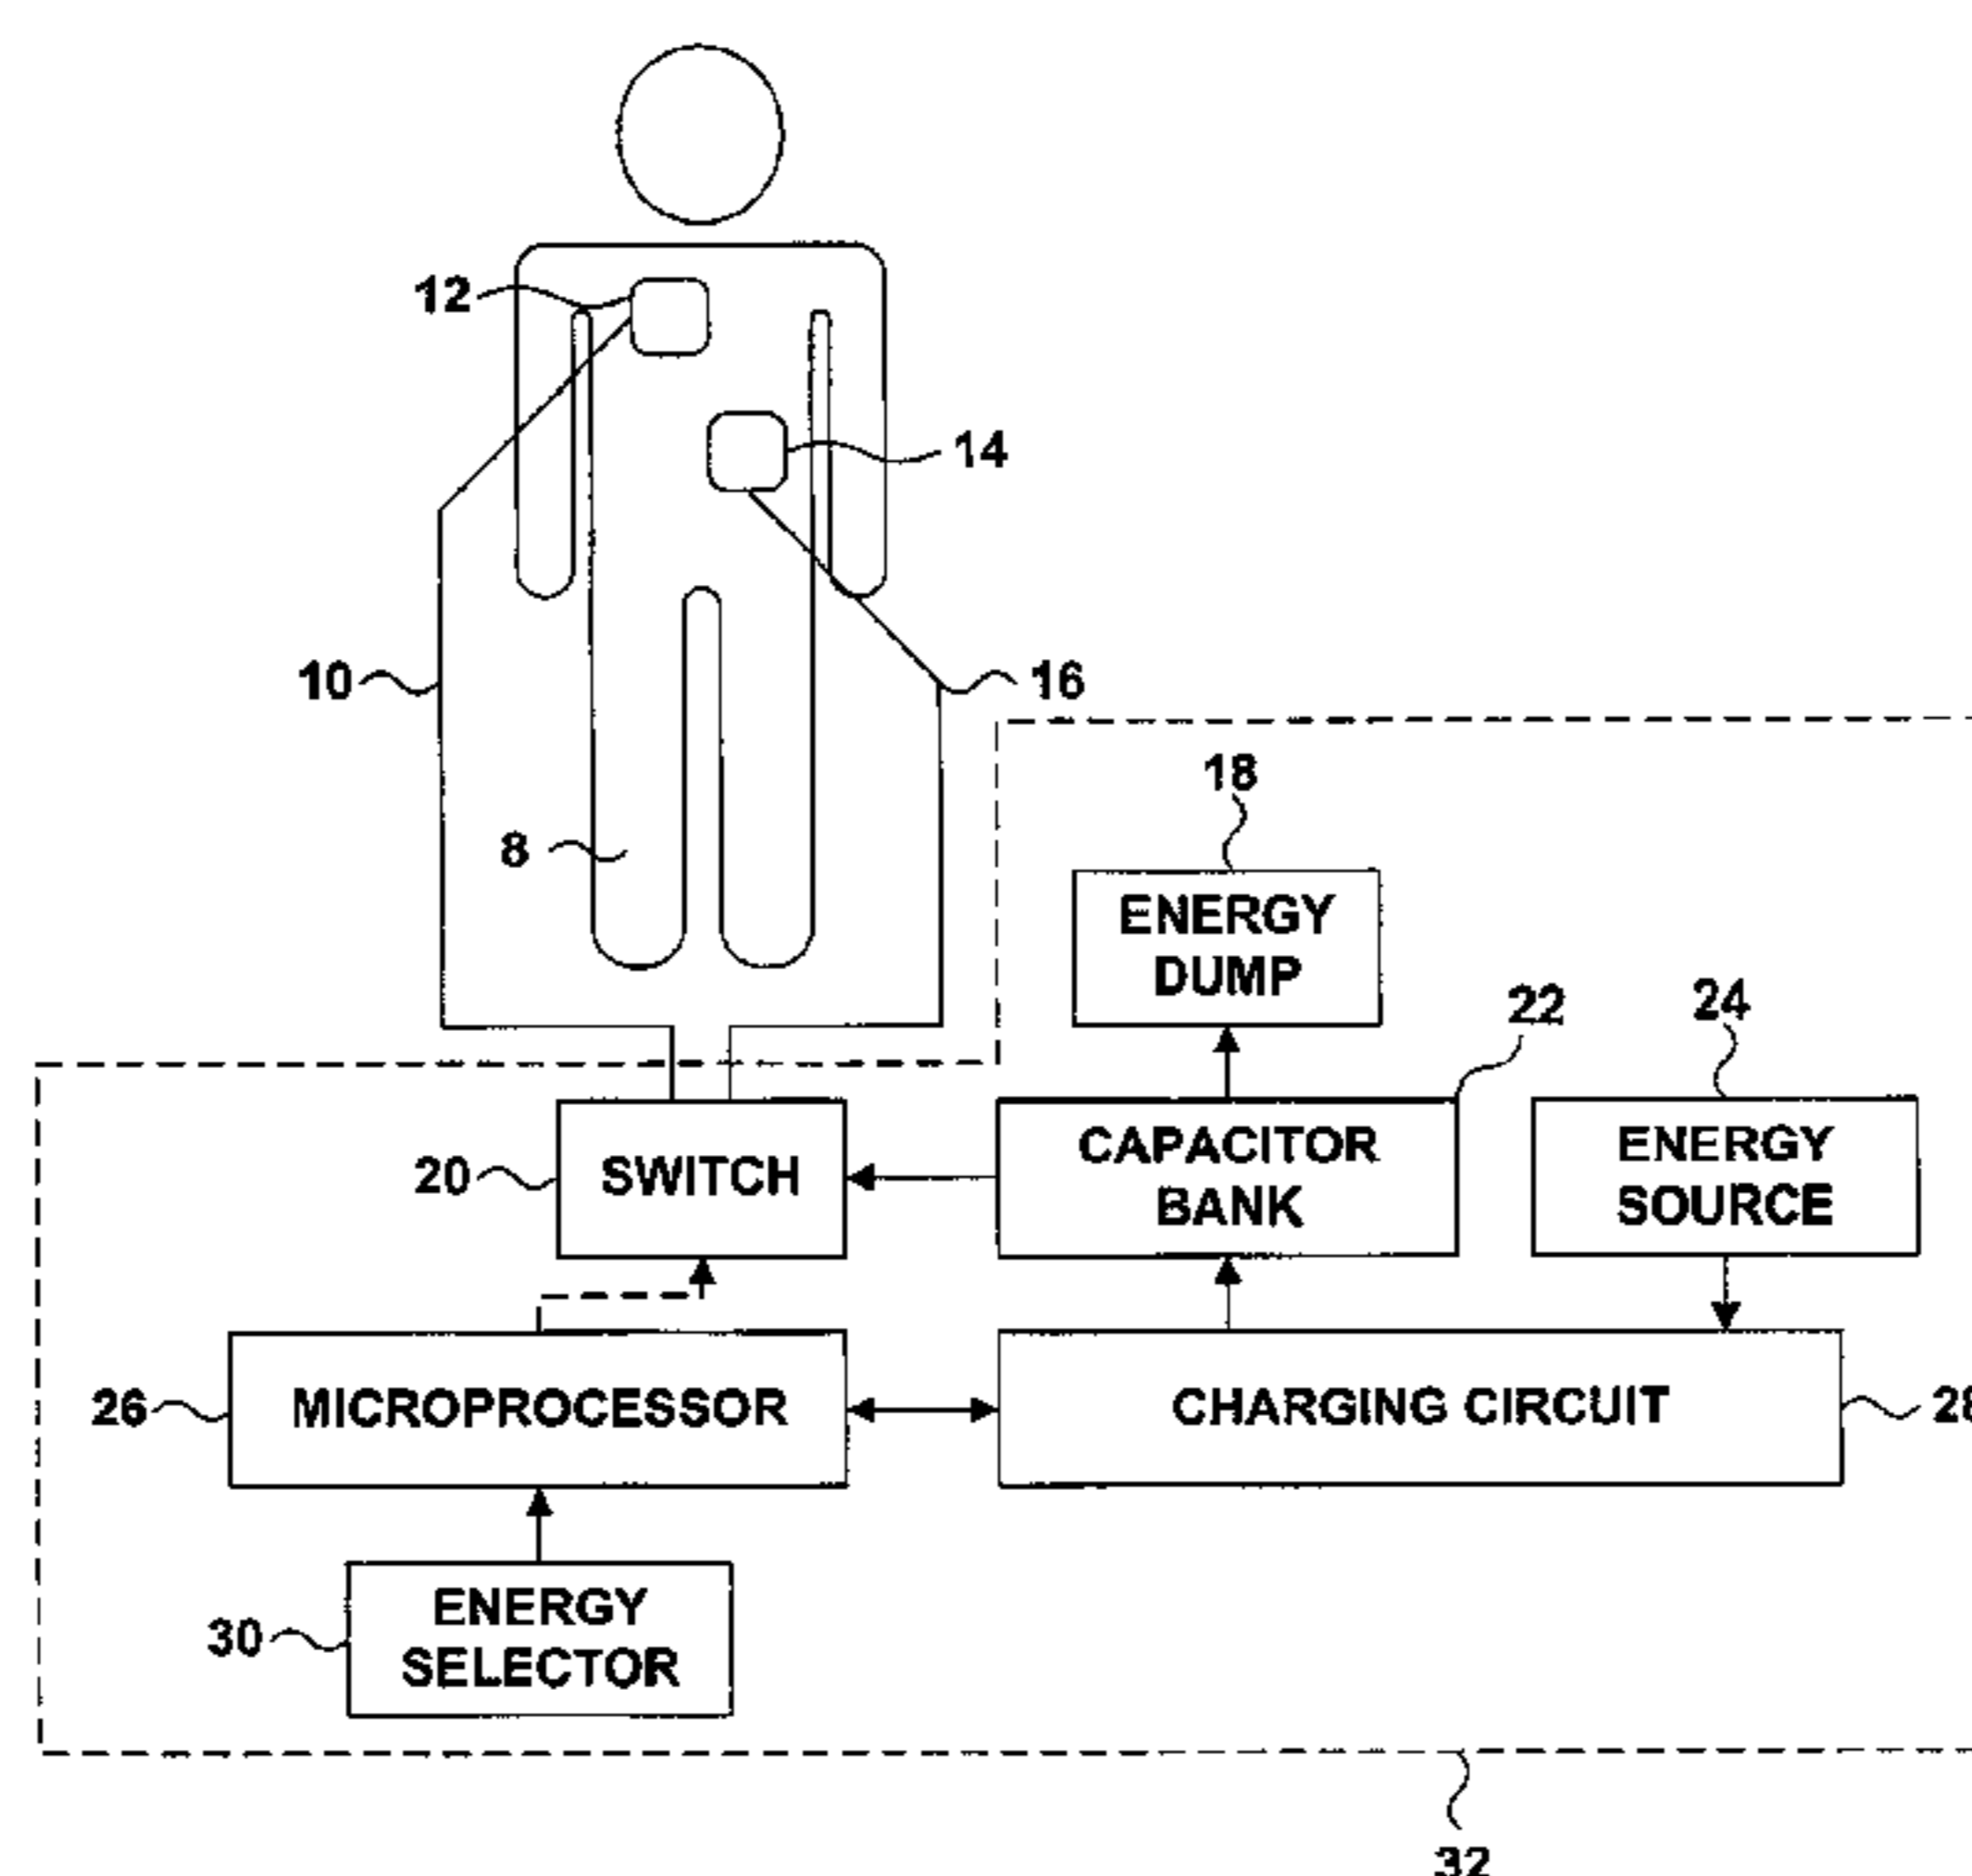 12
14
10
16
18
8
ENERGY
DUMP
22
24
20
SWITCH
CAPACITOR
BANK
ENERGY
SOURCE
26
MICROPROCESSOR
CHARGING CIRCUIT
28
30
ENERGY
SELECTOR
32